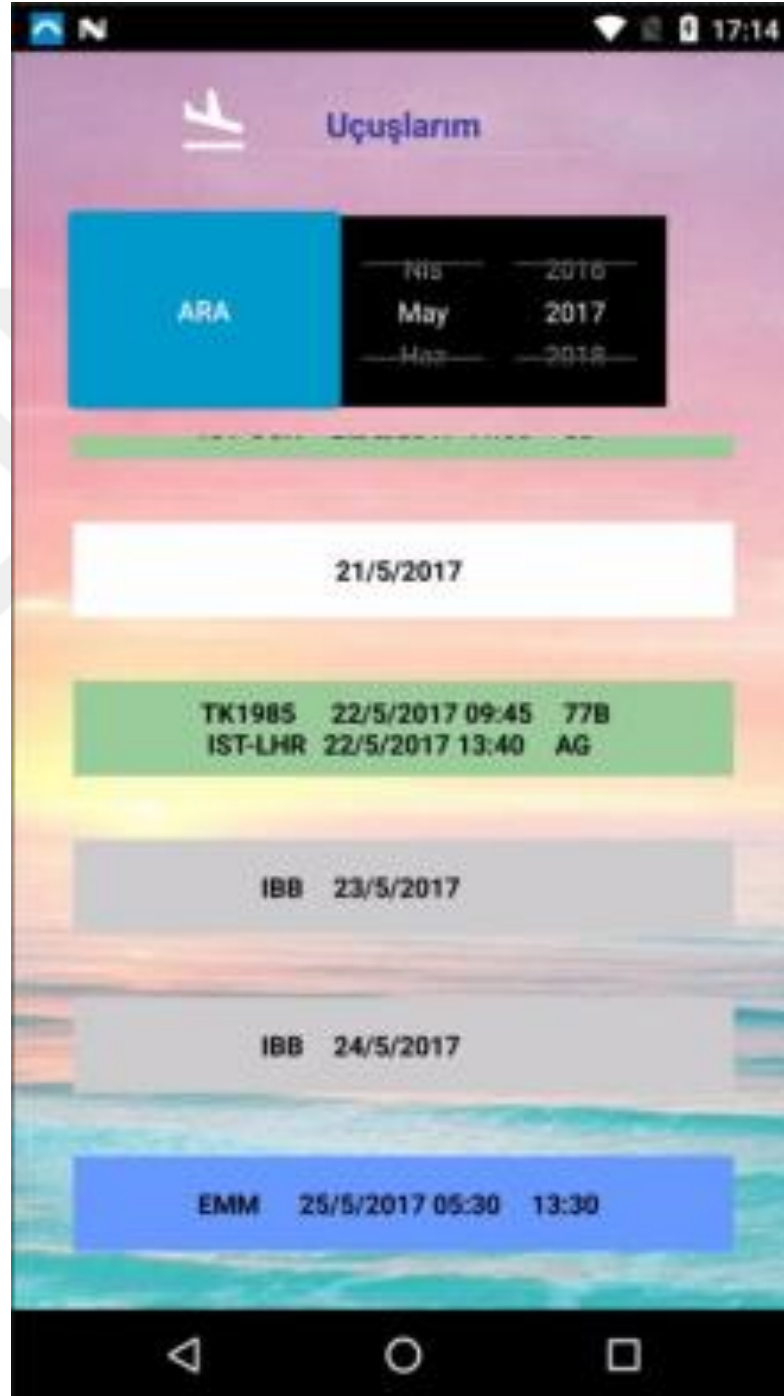 17:14
Uçuşlarım
ARA
Nis 2016
May 2017
Haz 2018
21/5/2017
TK1985 22/5/2017 09:45 77B
IST-LHR 22/5/2017 13:40 AG
IBB 23/5/2017
IBB 24/5/2017
EMM 25/5/2017 05:30 13:30